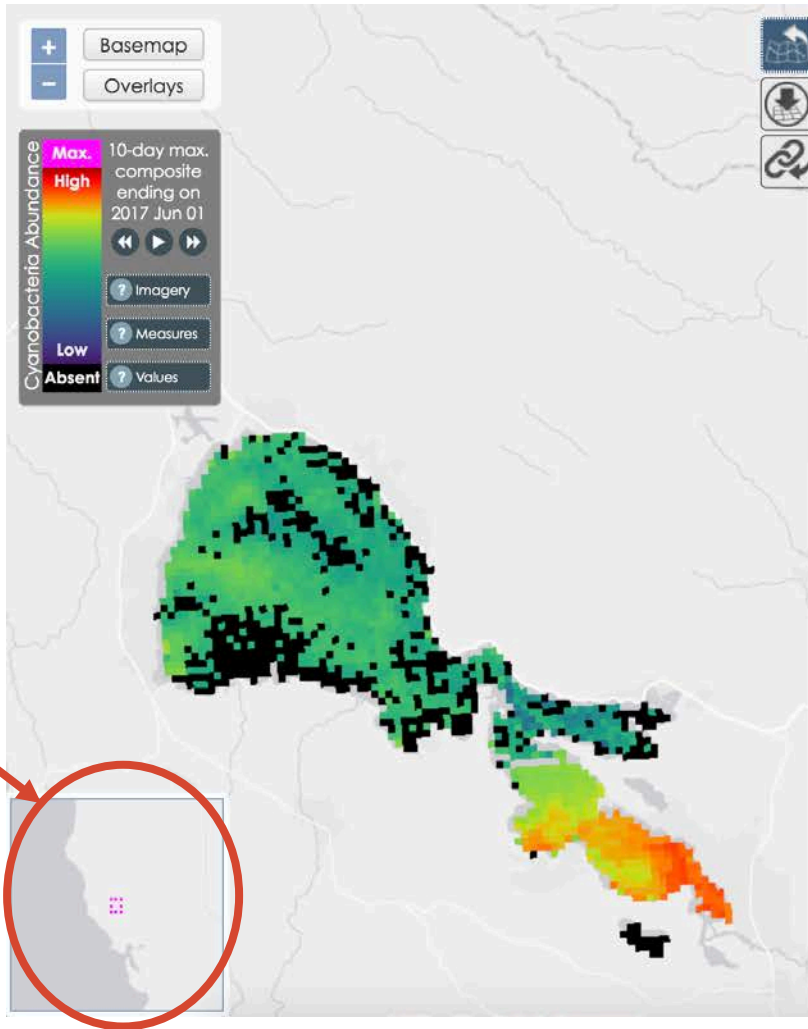 +
Basemap
−
Overlays
Cyanobacteria Abundance
Max.
High
Low
Absent
10-day max.
composite
ending on
2017 Jun 01
? Imagery
? Measures
? Values